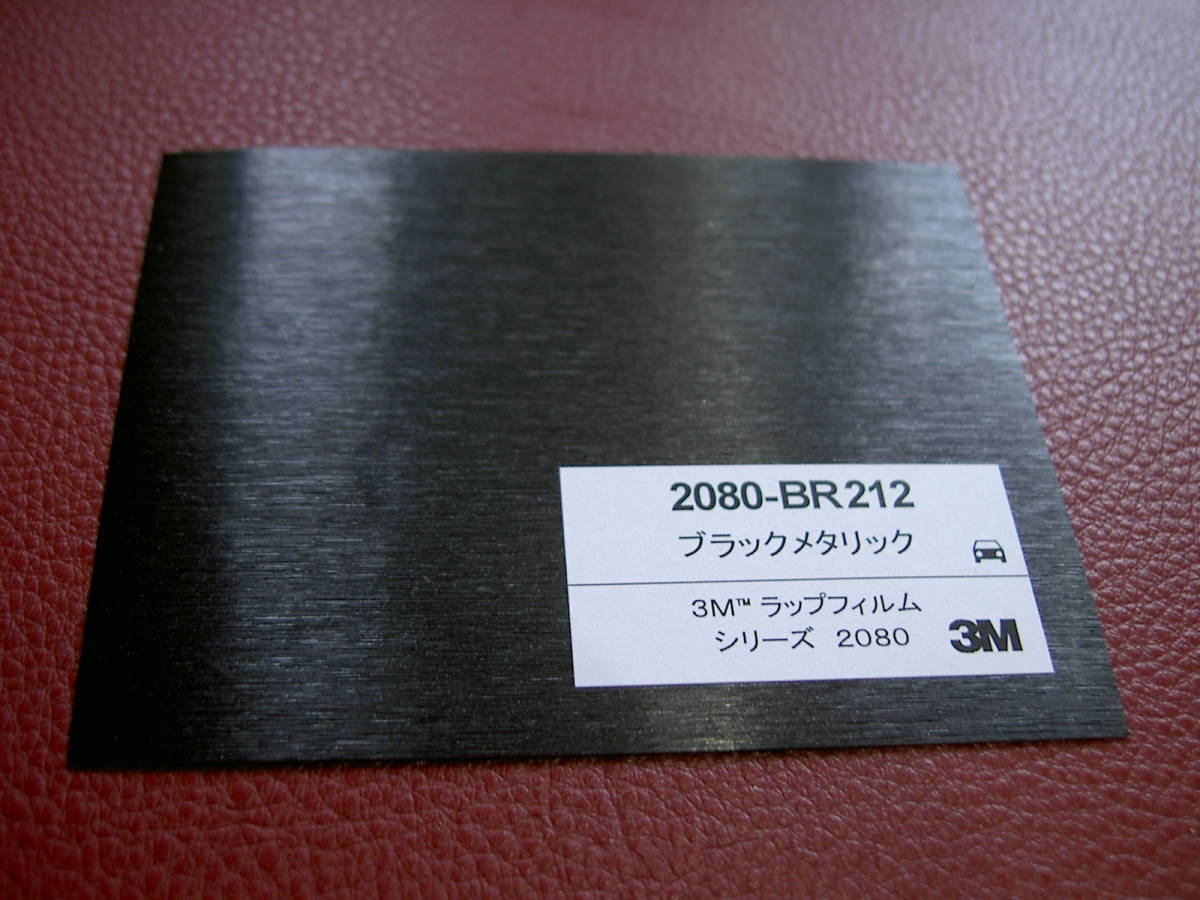 2080-BR212
ブラックメタリック
3M™ ラップフィルム
シリーズ 2080
3M